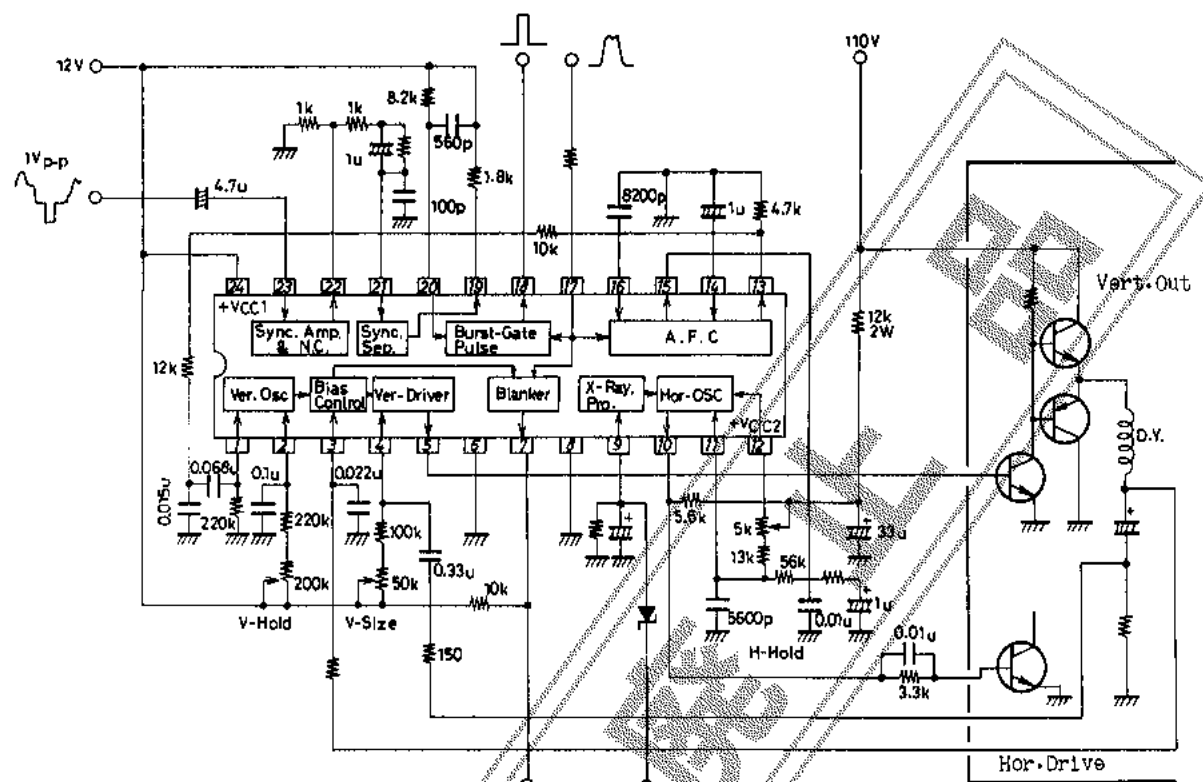 110V
12V
8.2k
1k
1k
560p
1Vp-p
1u
4.7u
1.8k
100p
8200p
1u
4.7k
10k
24
23
22
21
20
19
18
17
16
15
14
13
+VCC1
Sync. Amp. & N.C.
Sync. Sep.
Burst-Gate Pulse
A.F.C
Vert.Out
12k 2W
12k
Ver. Osc
Bias Control
Ver-Driver
Blanker
X-Ray. Pro.
Hor-OSC
+VCC2
1
2
3
4
5
6
7
8
9
10
11
12
D.Y.
0.068u
0.1u
0.022u
0.015u
220k
220k
100k
0.33u
5.6k
5k
33u
13k
56k
200k
50k
10k
5600p
0.01u
1u
V-Hold
V-Size
H-Hold
150
0.01u
3.3k
Hor.Drive